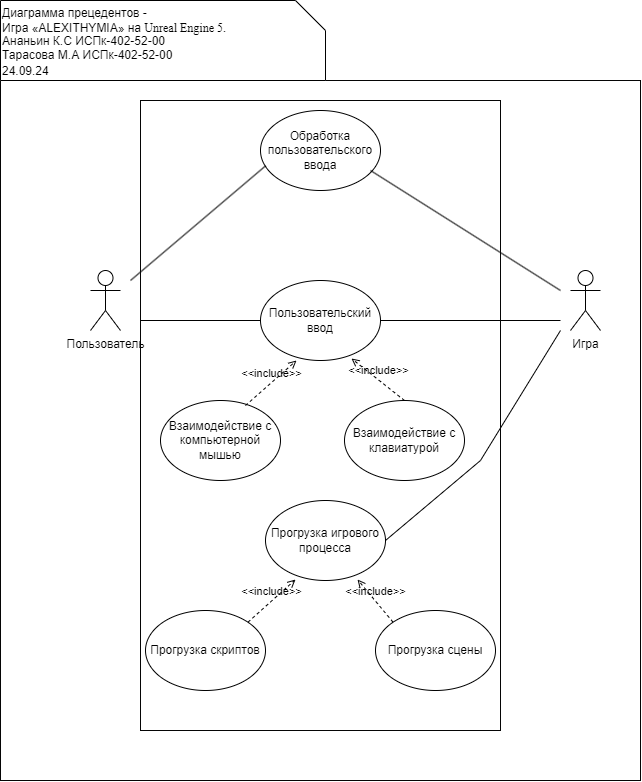 Диаграмма прецедентов -
Игра «ALEXITHYMIA» на Unreal Engine 5.
Ананьин К.С ИСПк-402-52-00
Тарасова М.А ИСПк-402-52-00
24.09.24
Обработка
пользовательского
ввода
Пользовательский
ввод
Пользователь
Игра
<<include>>
<<include>>
Взаимодействие с
компьютерной
мышью
Взаимодействие с
клавиатурой
Прогрузка игрового
процесса
<<include>>
<<include>>
Прогрузка скриптов
Прогрузка сцены